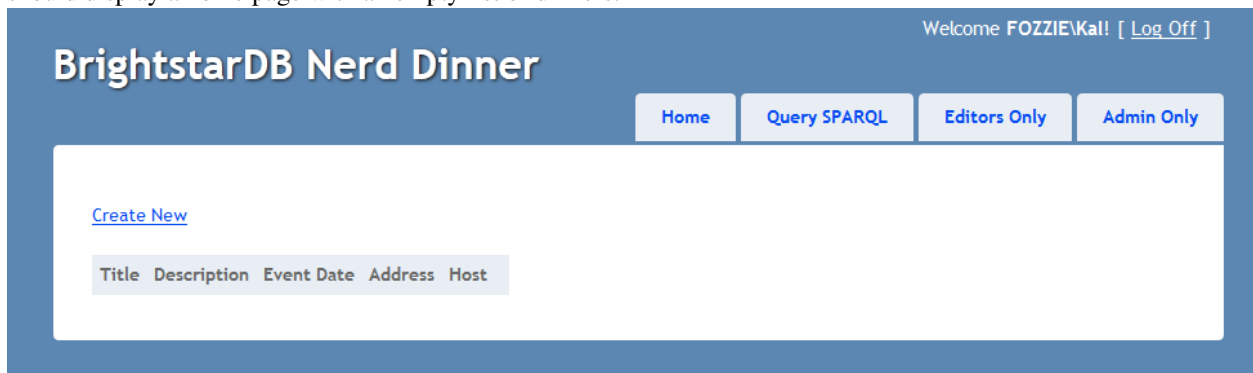 Welcome FOZZIE\Kal! [ Log Off ]
BrightstarDB Nerd Dinner
Home Query SPARQL Editors Only Admin Only
Create New
Title Description Event Date Address Host